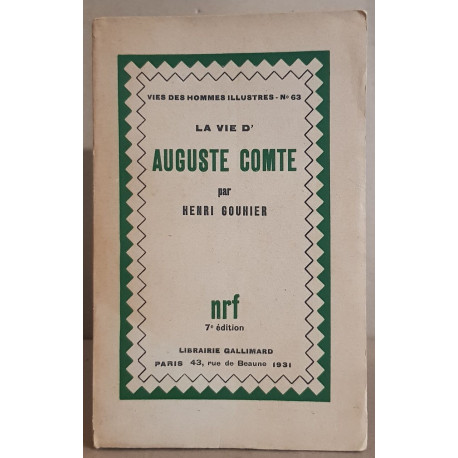 VIES DES HOMMES ILLUSTRES - No 63
LA VIE D'
AUGUSTE COMTE
par
HENRI GOUHIER
nrf
7e édition
LIBRAIRIE GALLIMARD
PARIS 43, rue de Beaune 1931